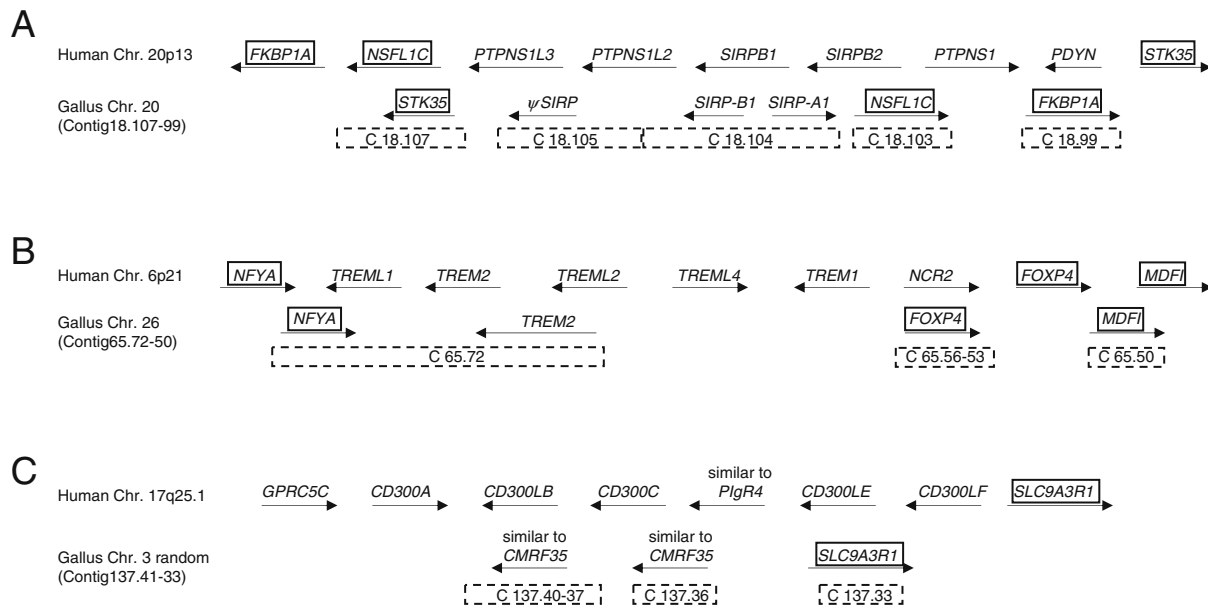 A
Human Chr. 20p13 FKBP1A NSFL1C PTPNS1L3 PTPNS1L2 SIRPB1 SIRPB2 PTPNS1 PDYN STK35
Gallus Chr. 20 STK35 ψSIRP SIRP-B1 SIRP-A1 NSFL1C FKBP1A
(Contig18.107-99) C 18.107 C 18.105 C 18.104 C 18.103 C 18.99
B
Human Chr. 6p21 NFYA TREML1 TREM2 TREML2 TREML4 TREM1 NCR2 FOXP4 MDFI
Gallus Chr. 26 NFYA TREM2 FOXP4 MDFI
(Contig65.72-50) C 65.72 C 65.56-53 C 65.50
C
similar to
Human Chr. 17q25.1 GPRC5C CD300A CD300LB CD300C PIgR4 CD300LE CD300LF SLC9A3R1
similar to similar to
Gallus Chr. 3 random CMRF35 CMRF35 SLC9A3R1
(Contig137.41-33) C 137.40-37 C 137.36 C 137.33